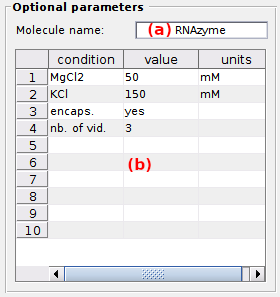 Optional parameters
Molecule name: (a) RNAzyme
condition value units
1 MgCl2 50 mM
2 KCl 150 mM
3 encaps. yes
4 nb. of vid. 3
5
6 (b)
7
8
9
10